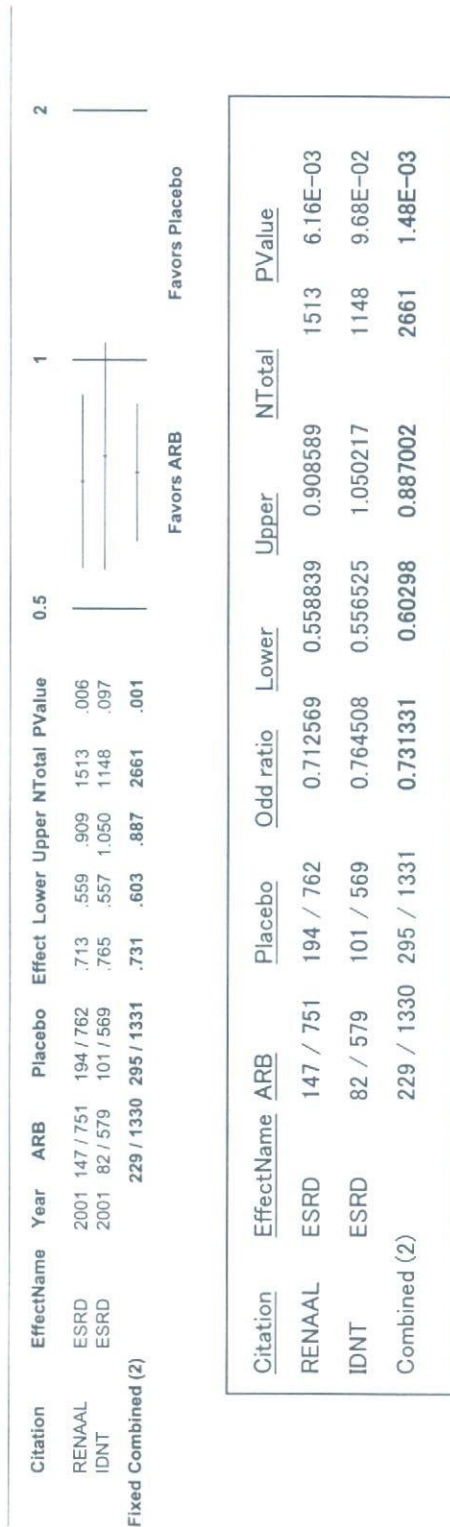 Citation EffectName Year ARB Placebo Effect Lower Upper NTotal PValue 0.5 1 2
RENAAL ESRD 2001 147 / 751 194 / 762 .713 .559 .909 1513 .006
IDNT ESRD 2001 82 / 579 101 / 569 .765 .557 1.050 1148 .097
Fixed Combined (2) 229 / 1330 295 / 1331 .731 .603 .887 2661 .001
Favors ARB Favors Placebo
Citation EffectName ARB Placebo Odd ratio Lower Upper NTotal PValue
RENAAL ESRD 147 / 751 194 / 762 0.712569 0.558839 0.908589 1513 6.16E-03
IDNT ESRD 82 / 579 101 / 569 0.764508 0.556525 1.050217 1148 9.68E-02
Combined (2) 229 / 1330 295 / 1331 0.731331 0.60298 0.887002 2661 1.48E-03